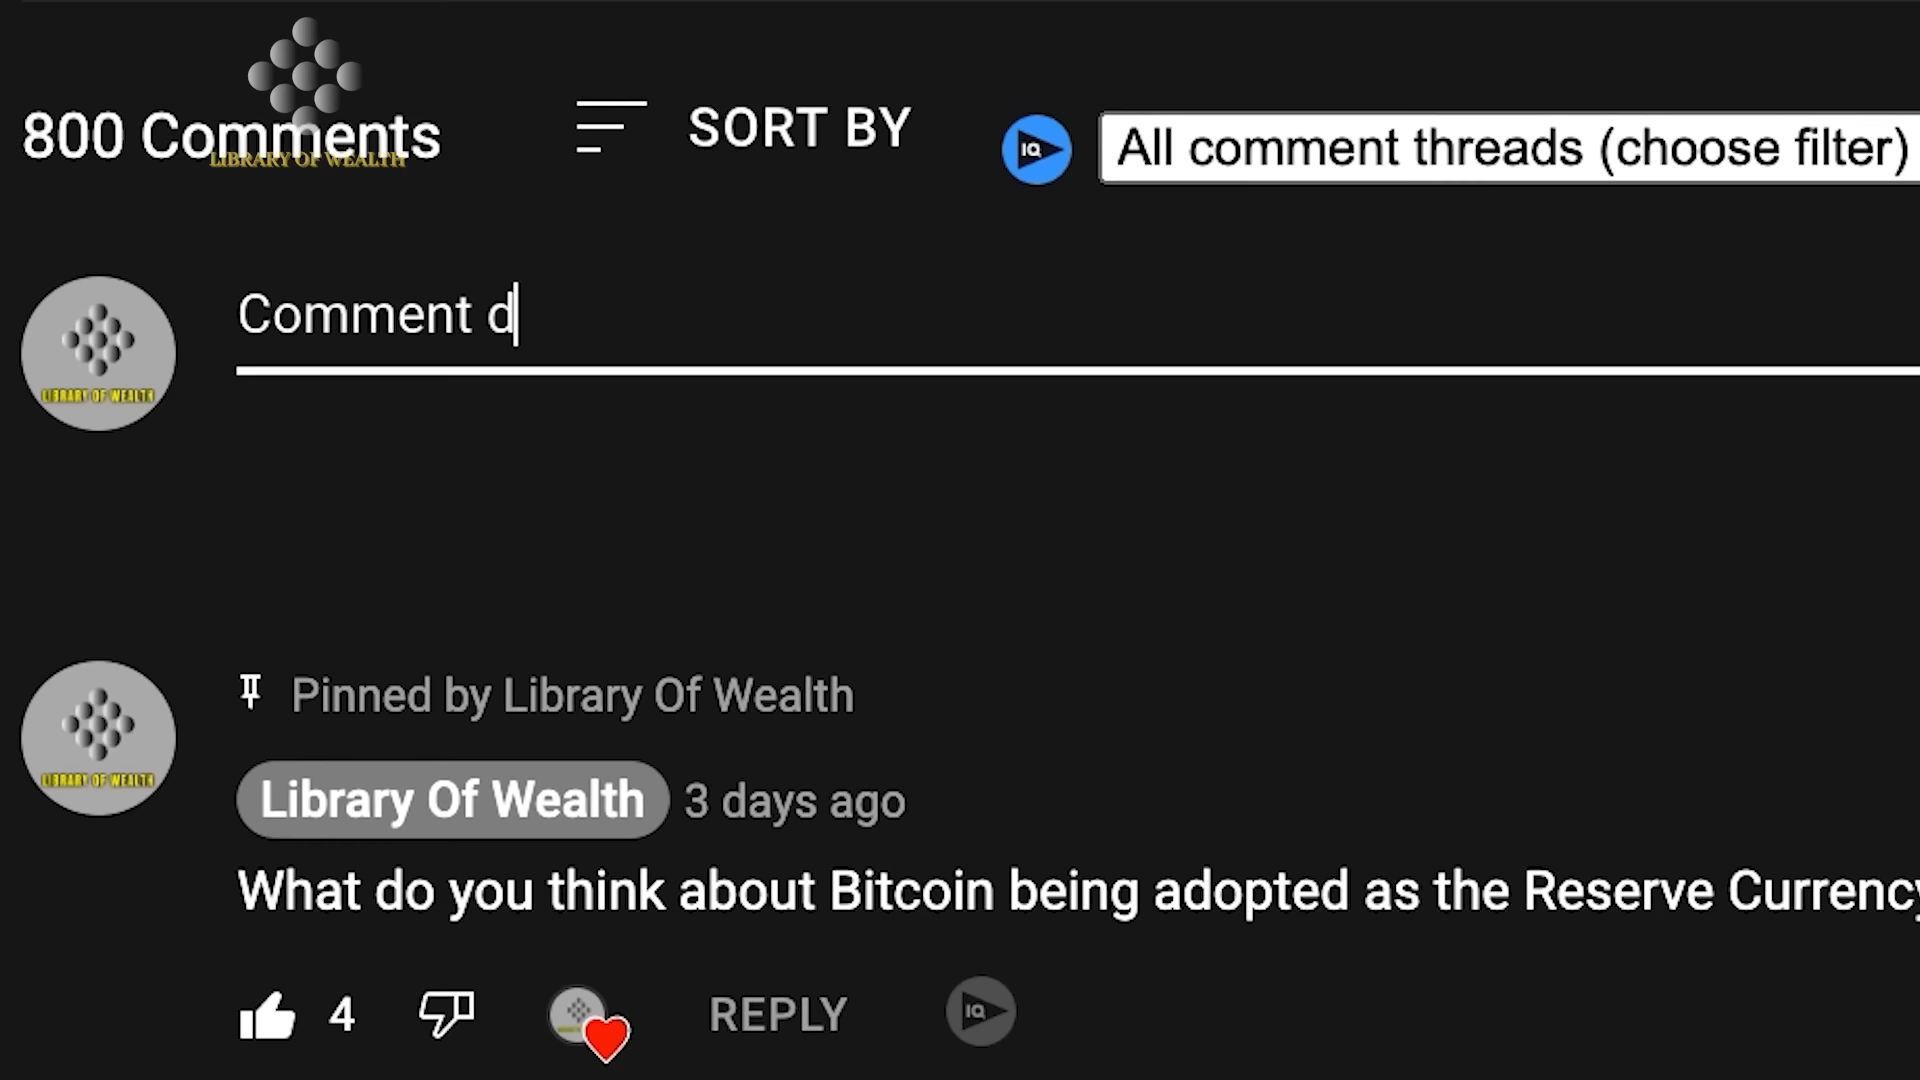 800 Comments
LIBRARY OF WEALTH
SORT BY
IQ
All comment threads (choose filter)
Comment d
LIBRARY OF WEALTH
Pinned by Library Of Wealth
LIBRARY OF WEALTH
Library Of Wealth 3 days ago
What do you think about Bitcoin being adopted as the Reserve Currency
4
REPLY
IQ